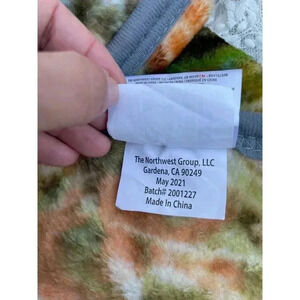 The Northwest Group, LLC
Gardena, CA 90249
May 2021
Batch# 2001227
Made In China